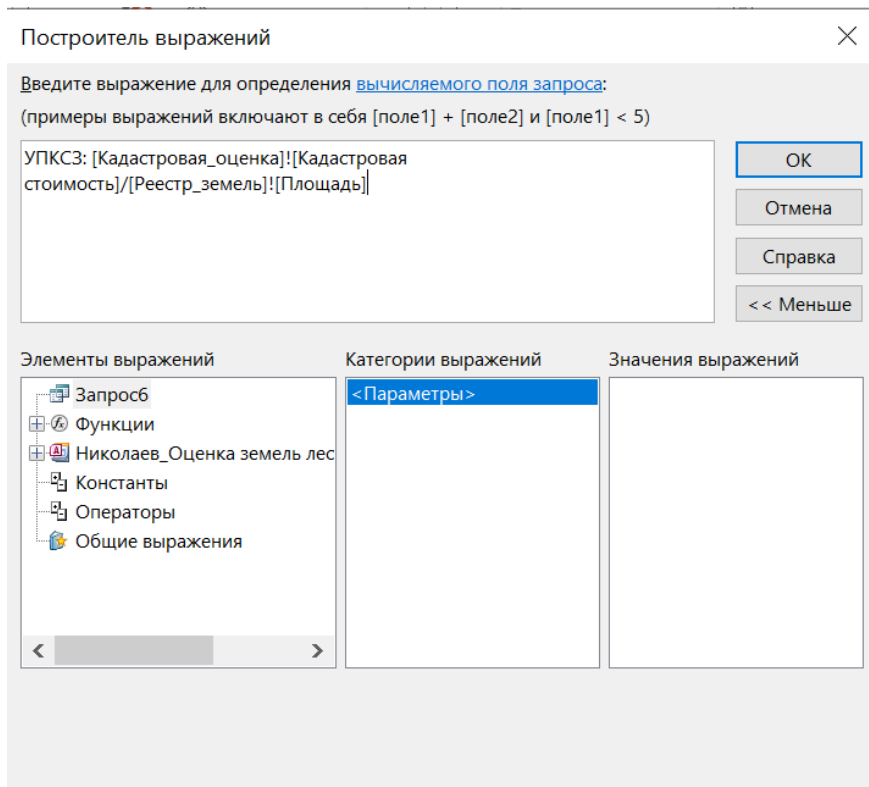 Построитель выражений
Введите выражение для определения вычисляемого поля запроса:
(примеры выражений включают в себя [поле1] + [поле2] и [поле1] < 5)
УПКСЗ: [Кадастровая_оценка]![Кадастровая
стоимость]/[Реестр_земель]![Площадь]
ОК
Отмена
Справка
<< Меньше
Элементы выражений
Категории выражений
Значения выражений
Запрос6
Функции
Николаев_Оценка земель лес
Константы
Операторы
Общие выражения
<Параметры>